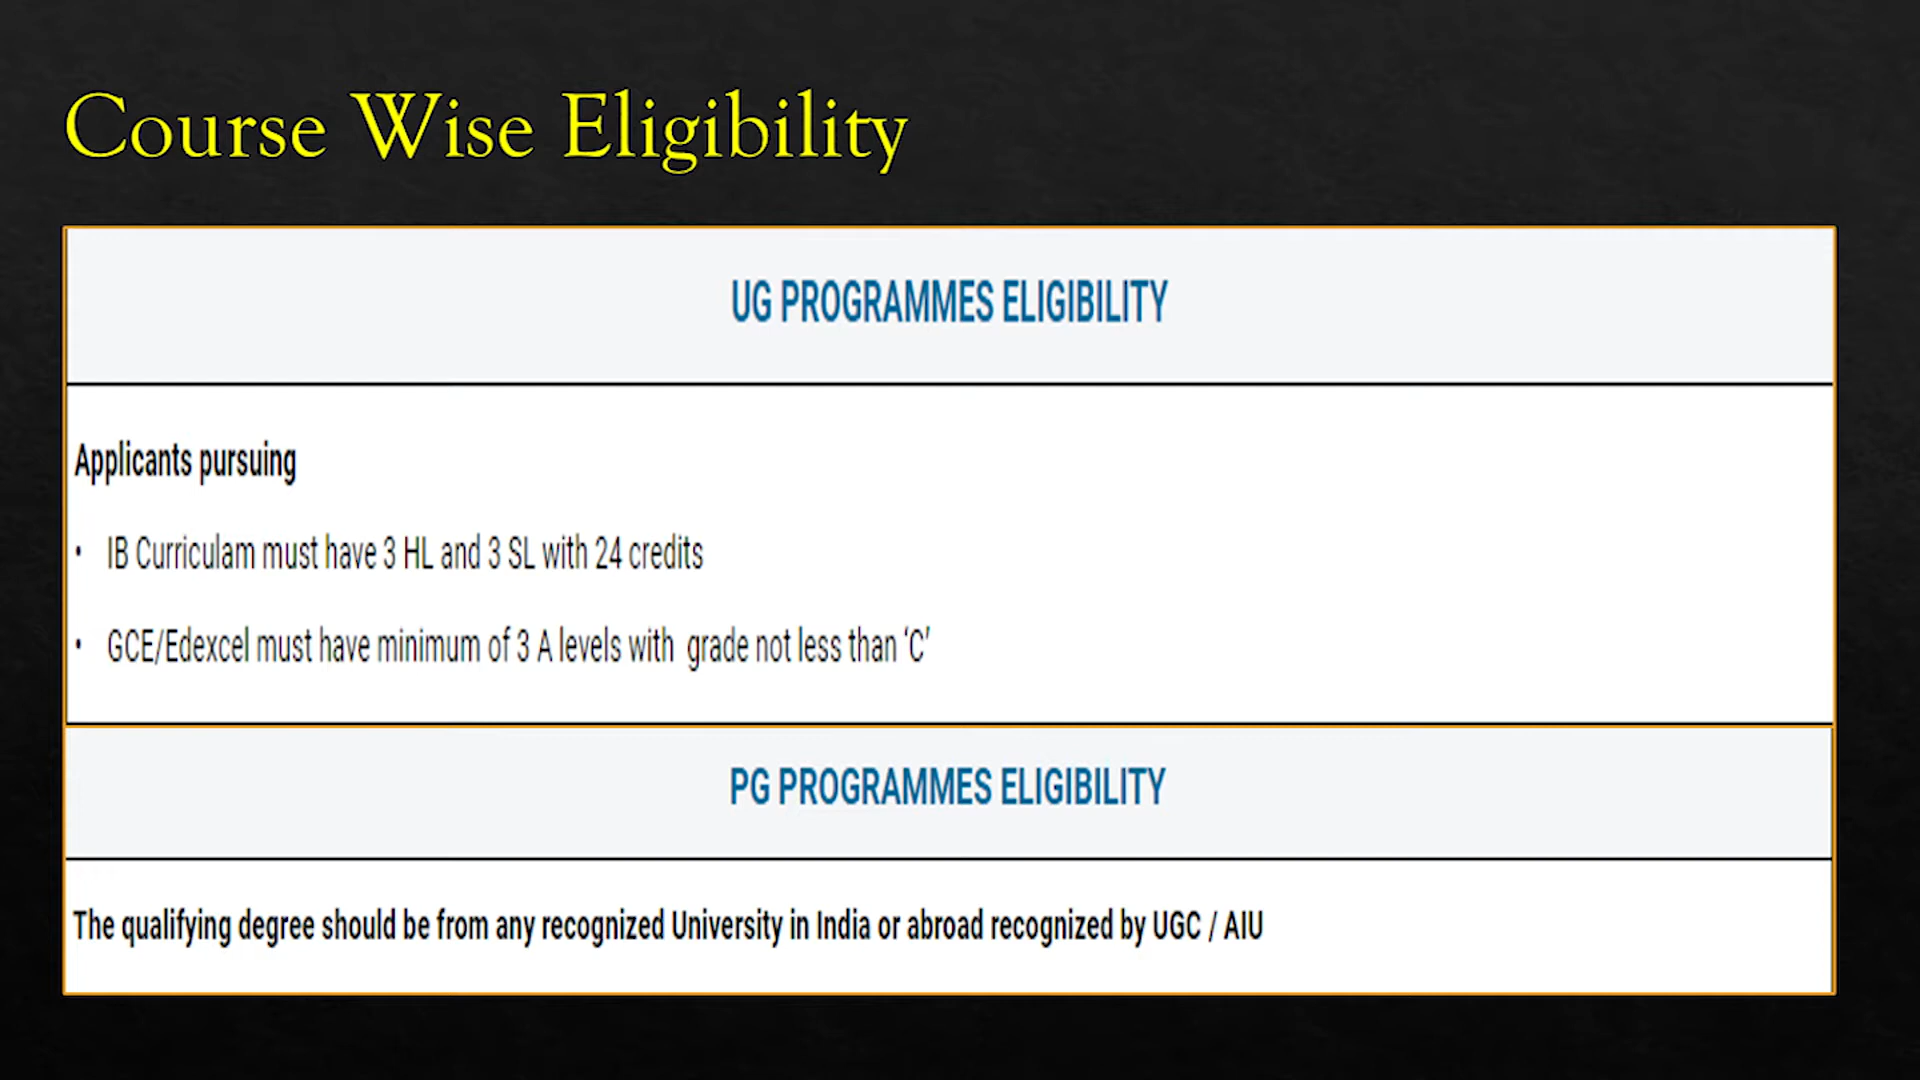 Course Wise Eligibility
UG PROGRAMMES ELIGIBILITY
Applicants pursuing
• IB Curriculam must have 3 HL and 3 SL with 24 credits
• GCE/Edexcel must have minimum of 3 A levels with grade not less than ‘C’
PG PROGRAMMES ELIGIBILITY
The qualifying degree should be from any recognized University in India or abroad recognized by UGC / AIU